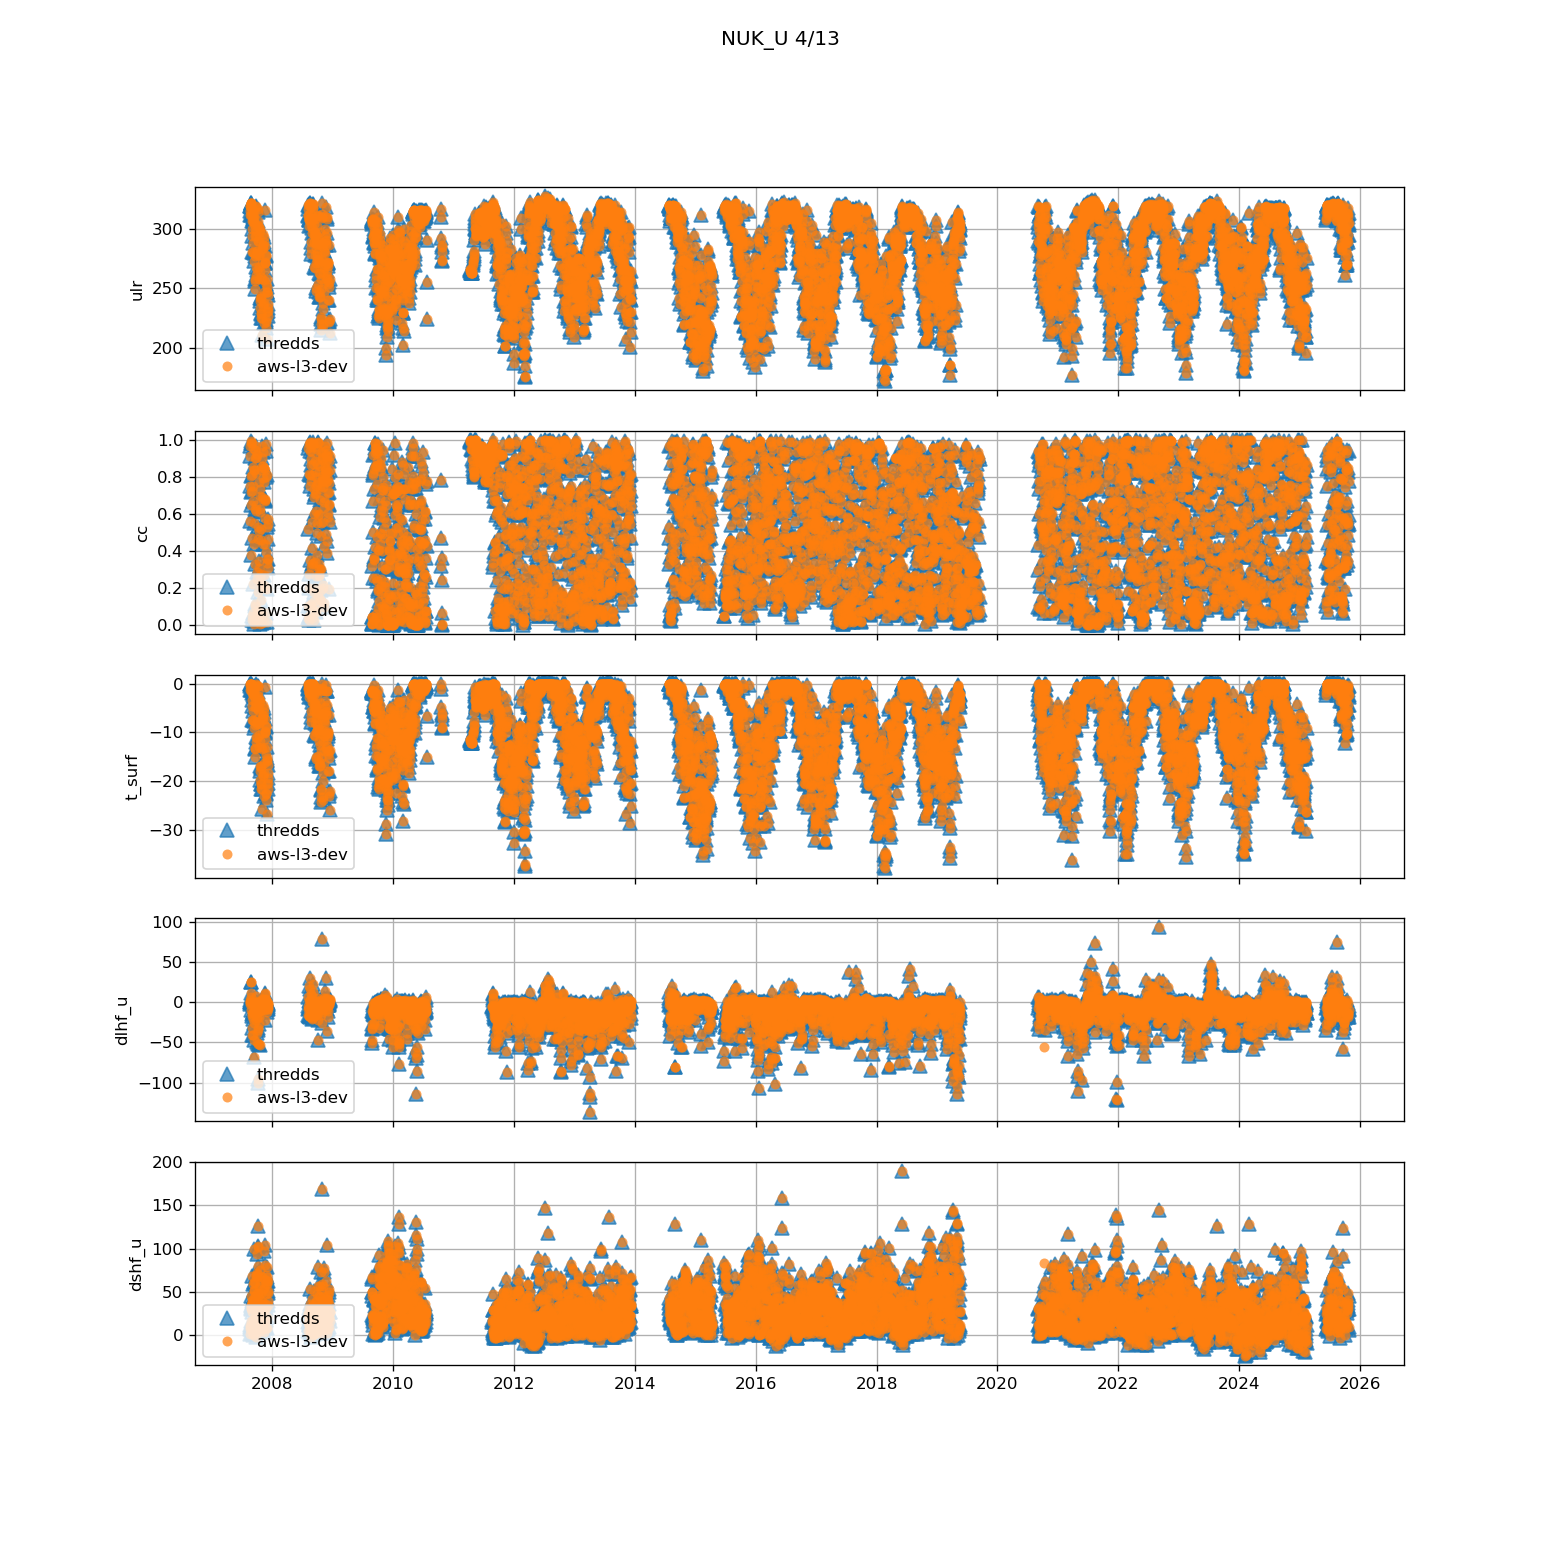 NUK_U 4/13
300
250
200
ulr
thredds
aws-l3-dev
1.0
0.8
0.6
0.4
0.2
0.0
cc
thredds
aws-l3-dev
0
−10
−20
−30
t_surf
thredds
aws-l3-dev
100
50
0
−50
−100
dlhf_u
thredds
aws-l3-dev
200
150
100
50
0
dshf_u
thredds
aws-l3-dev
2008 2010 2012 2014 2016 2018 2020 2022 2024 2026